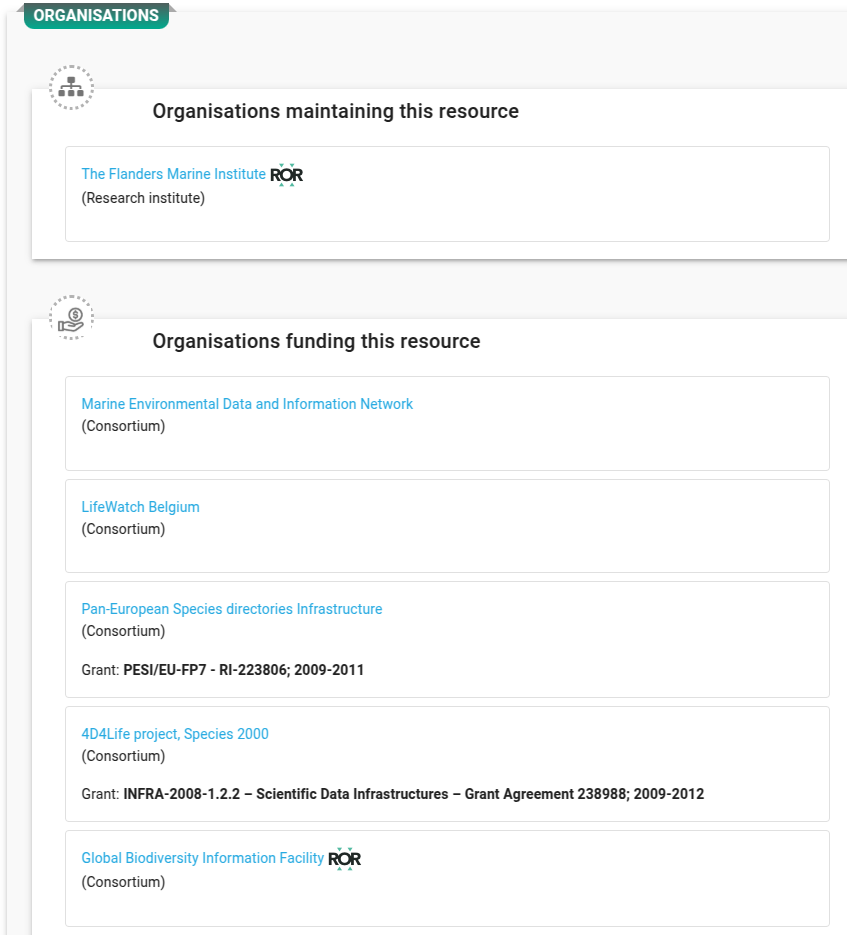 ORGANISATIONS
Organisations maintaining this resource
The Flanders Marine Institute ROR
(Research institute)
Organisations funding this resource
Marine Environmental Data and Information Network
(Consortium)
LifeWatch Belgium
(Consortium)
Pan-European Species directories Infrastructure
(Consortium)
Grant: PESI/EU-FP7 - RI-223806; 2009-2011
4D4Life project, Species 2000
(Consortium)
Grant: INFRA-2008-1.2.2 – Scientific Data Infrastructures – Grant Agreement 238988; 2009-2012
Global Biodiversity Information Facility ROR
(Consortium)